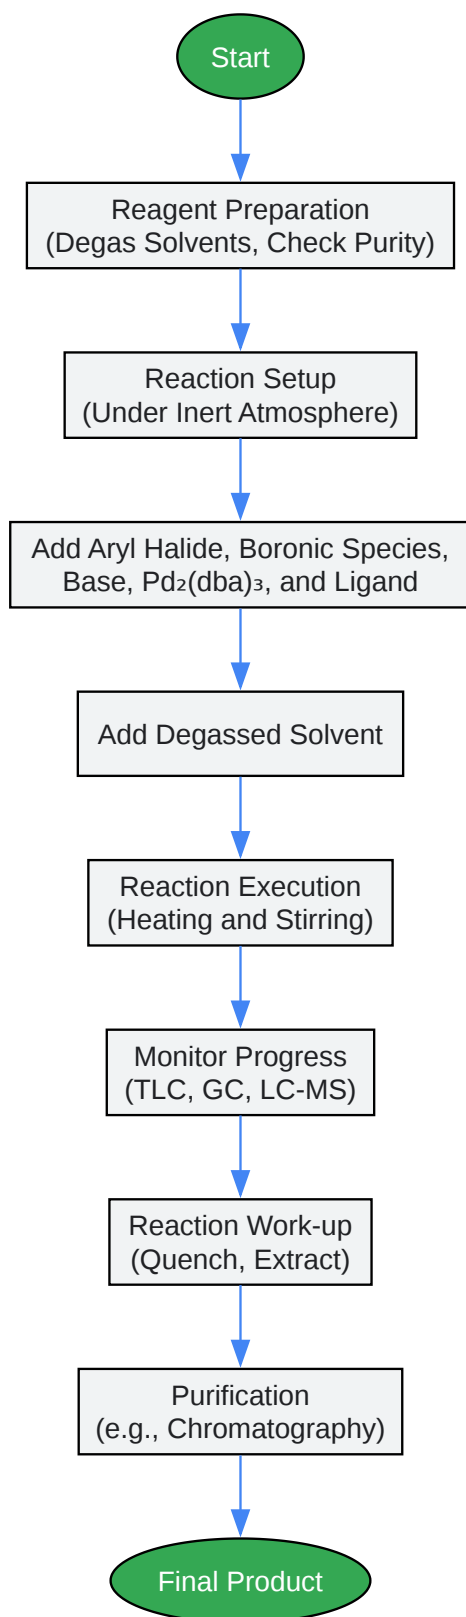 Start
Reagent Preparation
(Degas Solvents, Check Purity)
Reaction Setup
(Under Inert Atmosphere)
Add Aryl Halide, Boronic Species,
Base, Pd₂(dba)₃, and Ligand
Add Degassed Solvent
Reaction Execution
(Heating and Stirring)
Monitor Progress
(TLC, GC, LC-MS)
Reaction Work-up
(Quench, Extract)
Purification
(e.g., Chromatography)
Final Product